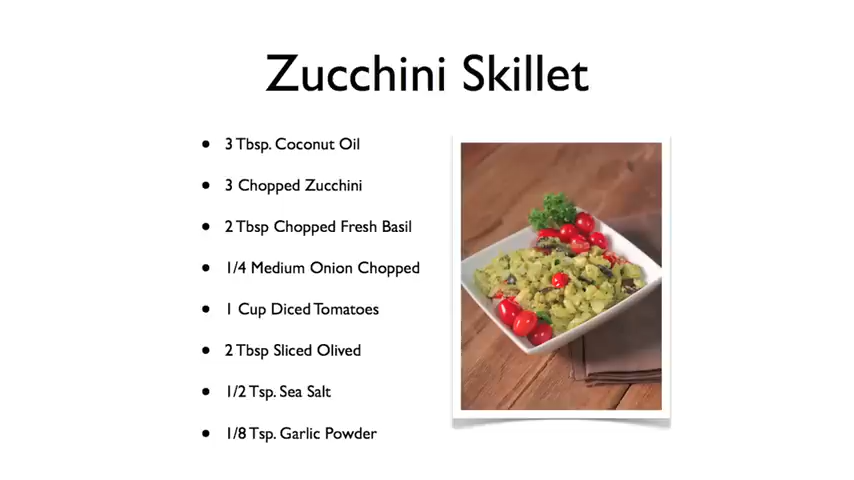 Zucchini Skillet
• 3 Tbsp. Coconut Oil
• 3 Chopped Zucchini
• 2 Tbsp Chopped Fresh Basil
• 1/4 Medium Onion Chopped
• 1 Cup Diced Tomatoes
• 2 Tbsp Sliced Olived
• 1/2 Tsp. Sea Salt
• 1/8 Tsp. Garlic Powder